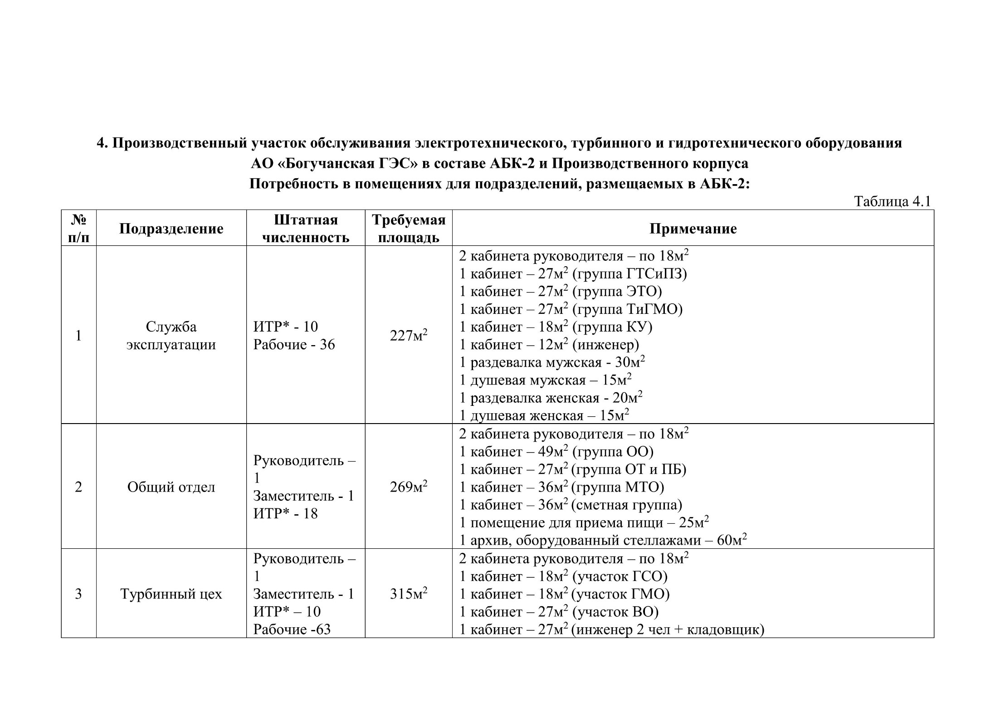 4. Производственный участок обслуживания электротехнического, турбинного и гидротехнического оборудования
АО «Богучанская ГЭС» в составе АБК-2 и Производственного корпуса
Потребность в помещениях для подразделений, размещаемых в АБК-2:
Таблица 4.1
№
п/п
Подразделение
Штатная
численность
Требуемая
площадь
Примечание
1
Служба
эксплуатации
ИТР* - 10
Рабочие - 36
227м²
2 кабинета руководителя – по 18м²
1 кабинет – 27м² (группа ГТСиПЗ)
1 кабинет – 27м² (группа ЭТО)
1 кабинет – 27м² (группа ТиГМО)
1 кабинет – 18м² (группа КУ)
1 кабинет – 12м² (инженер)
1 раздевалка мужская - 30м²
1 душевая мужская – 15м²
1 раздевалка женская - 20м²
1 душевая женская – 15м²
2
Общий отдел
Руководитель –
1
Заместитель - 1
ИТР* - 18
269м²
2 кабинета руководителя – по 18м²
1 кабинет – 49м² (группа ОО)
1 кабинет – 27м² (группа ОТ и ПБ)
1 кабинет – 36м² (группа МТО)
1 кабинет – 36м² (сметная группа)
1 помещение для приема пищи – 25м²
1 архив, оборудованный стеллажами – 60м²
3
Турбинный цех
Руководитель –
1
Заместитель - 1
ИТР* – 10
Рабочие -63
315м²
2 кабинета руководителя – по 18м²
1 кабинет – 18м² (участок ГСО)
1 кабинет – 18м² (участок ГМО)
1 кабинет – 27м² (участок ВО)
1 кабинет – 27м² (инженер 2 чел + кладовщик)